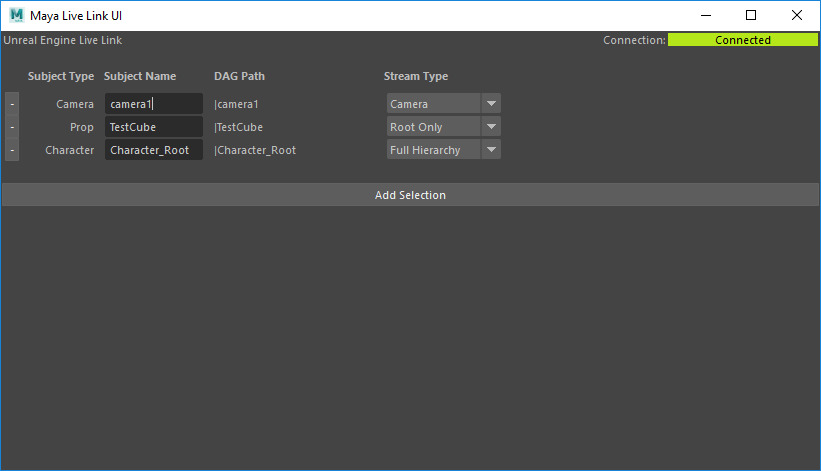 Maya Live Link UI
Unreal Engine Live Link Connection: Connected
Subject Type Subject Name DAG Path Stream Type
- Camera camera1 |camera1 Camera
- Prop TestCube |TestCube Root Only
- Character Character_Root |Character_Root Full Hierarchy
Add Selection